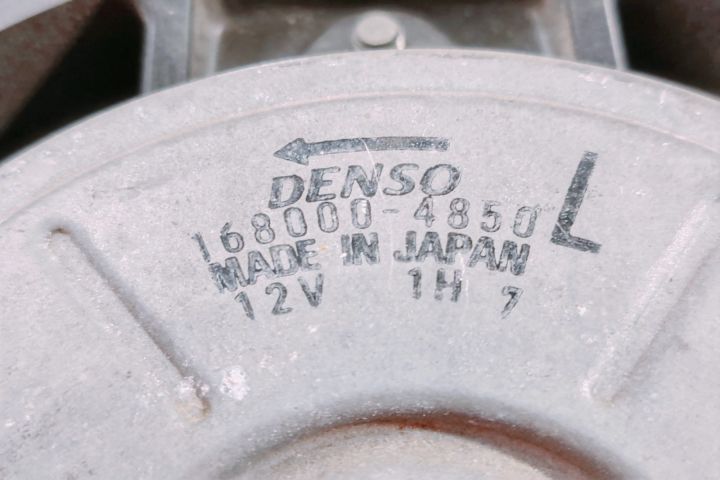 DENSO
L
168000-4850
MADE IN JAPAN
12V 1H 7